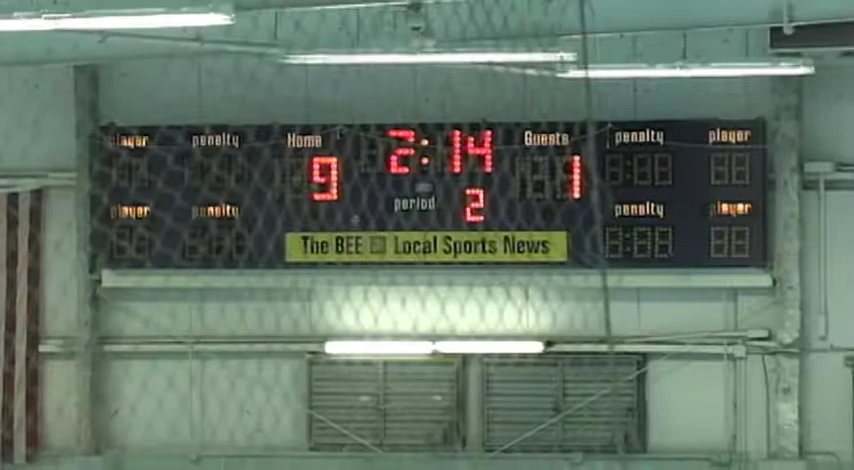 player penalty Home 2:14 Guests penalty player
9 1
period 2
player penalty penalty player
The BEE Local Sports News